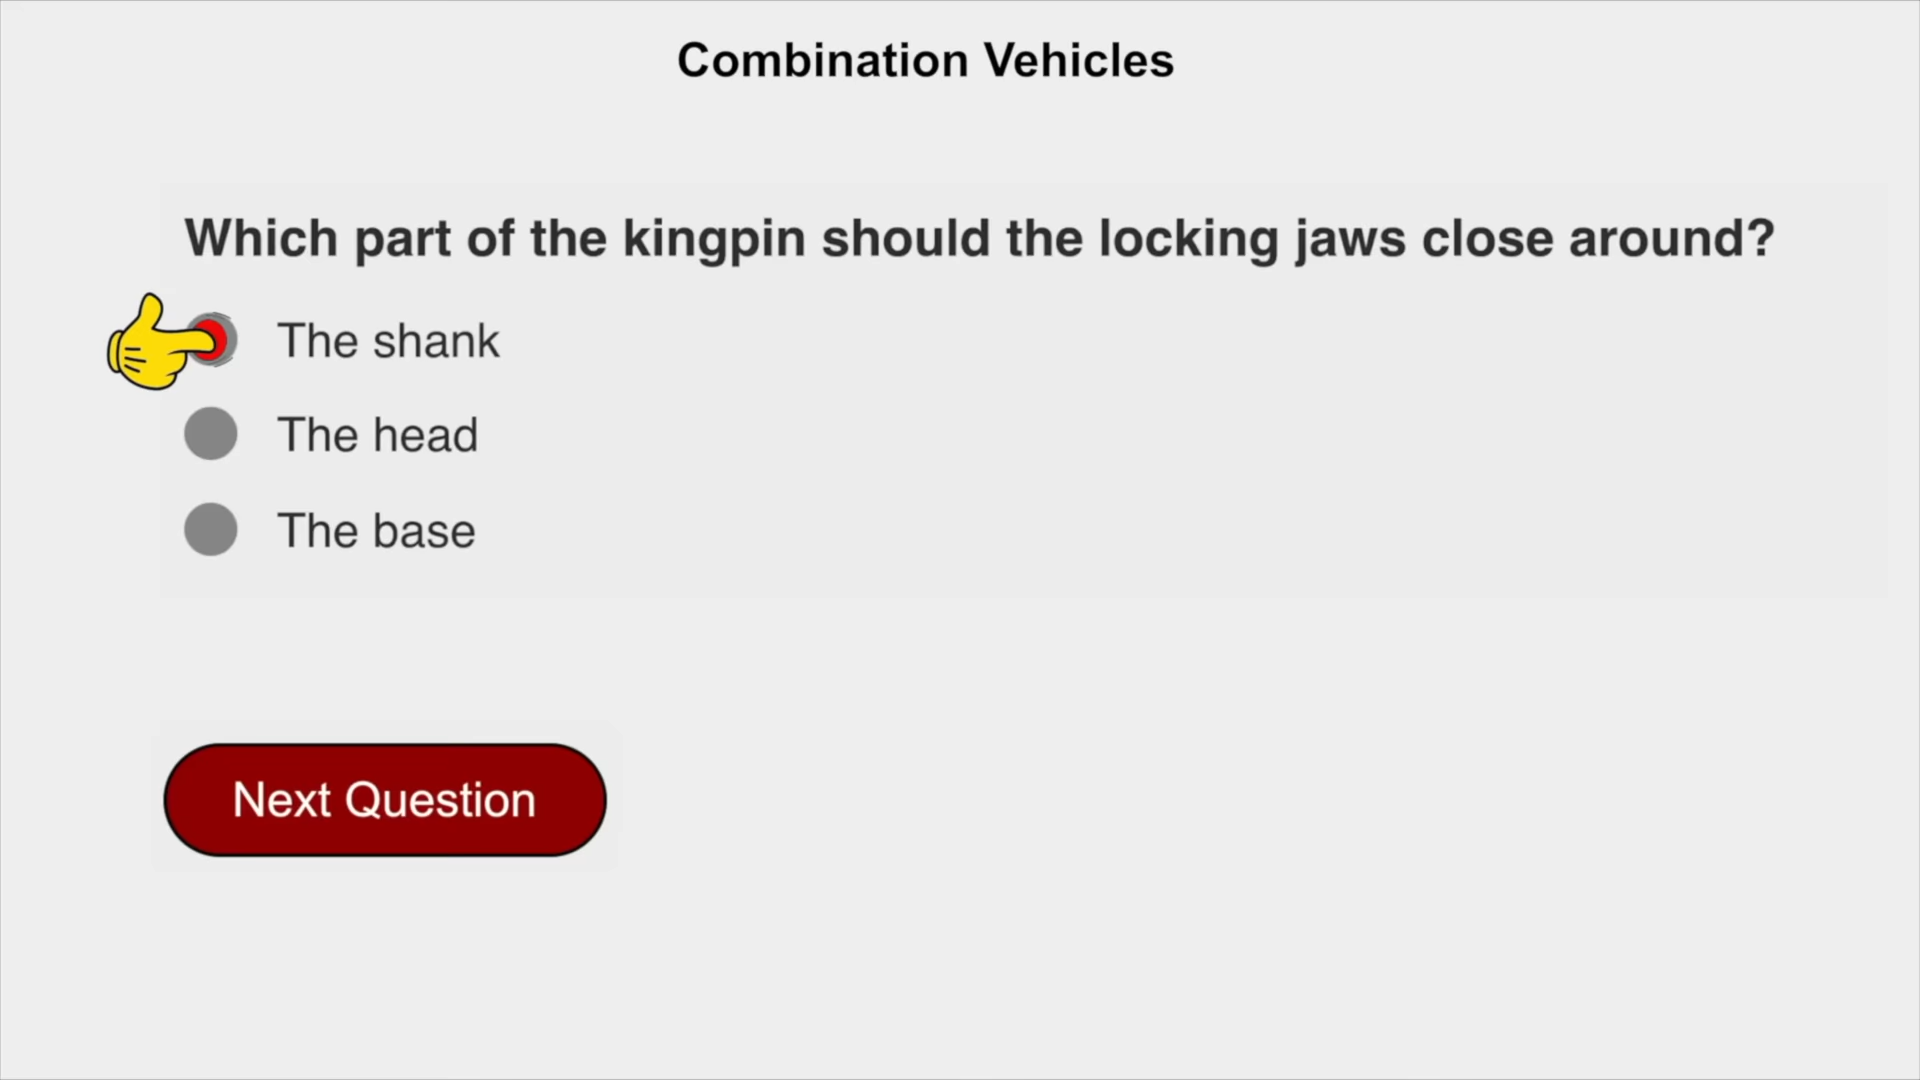 Combination Vehicles
Which part of the kingpin should the locking jaws close around?
The shank
The head
The base
Next Question